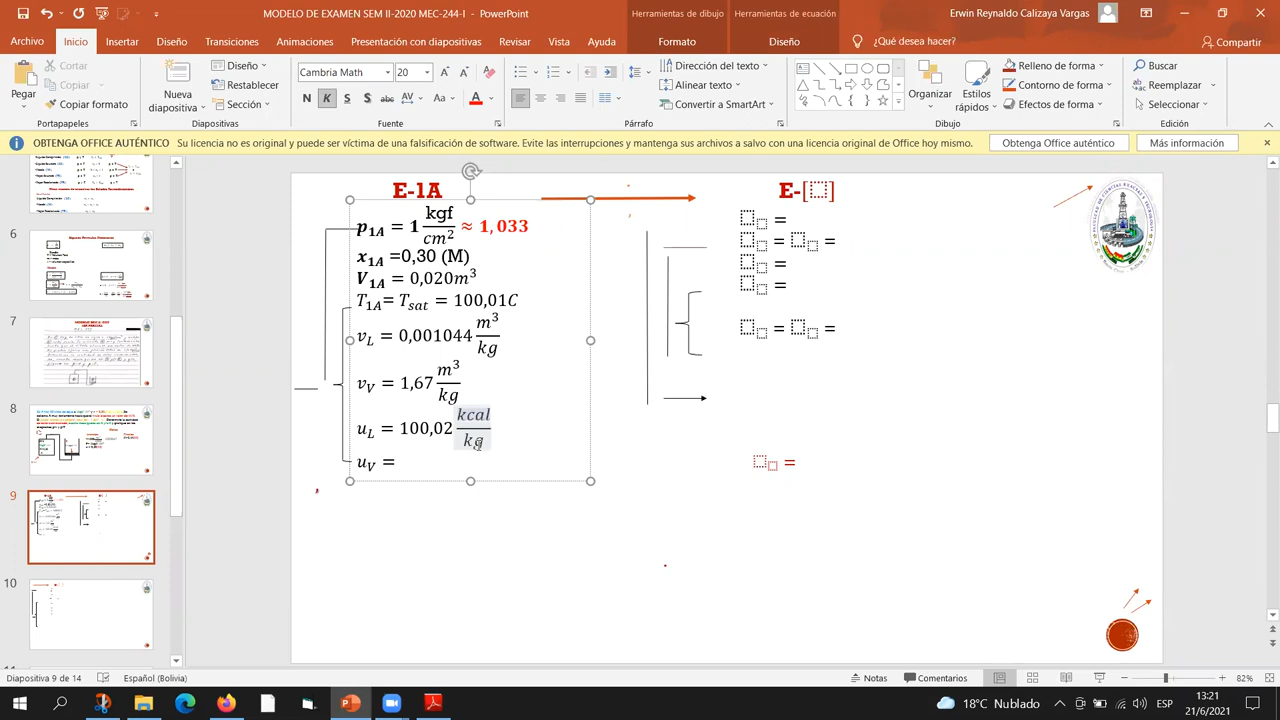 MODELO DE EXAMEN SEM II-2020 MEC-244-I - PowerPoint
Herramientas de dibujo
Herramientas de ecuación
Erwin Reynaldo Calizaya Vargas
Archivo Inicio Insertar Diseño Transiciones Animaciones Presentación con diapositivas Revisar Vista Ayuda Formato Diseño ¿Qué desea hacer? Compartir
Pegar
Cortar
Copiar
Copiar formato
Portapapeles
Nueva diapositiva
Diseño
Restablecer
Sección
Diapositivas
Cambria Math 20
N K S S abc AV Aa A
Fuente
Párrafo
Dirección del texto
Alinear texto
Convertir a SmartArt
Organizar
Estilos rápidos
Relleno de forma
Contorno de forma
Efectos de forma
Dibujo
Buscar
Reemplazar
Seleccionar
Edición
OBTENGA OFFICE AUTÉNTICO Su licencia no es original y puede ser víctima de una falsificación de software. Evite las interrupciones y mantenga sus archivos a salvo con una licencia original de Office hoy mismo. Obtenga Office auténtico Más información
6
7
8
9
10
E-1A
p1A = 1 kgf/cm² ≈ 1,033
x1A =0,30 (M)
V1A = 0,020m³
T1A= Tsat = 100,01C
vL = 0,001044 m³/kg
vV = 1,67 m³/kg
uL = 100,02 kcal/kg
uV =
E-[⬚]
⬚⬚ =
⬚⬚ = ⬚⬚ =
⬚⬚ =
⬚⬚ =
⬚⬚ = ⬚⬚ =
⬚⬚ =
Diapositiva 9 de 14 Español (Bolivia) Notas Comentarios 82%
18°C Nublado ESP 13:21
21/6/2021